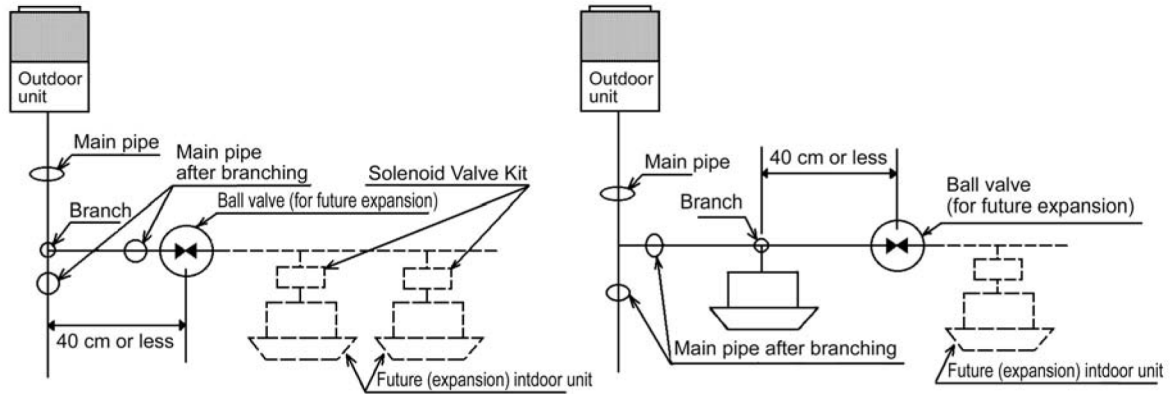 Outdoor
unit
Main pipe
Main pipe
after branching
Solenoid Valve Kit
Ball valve (for future expansion)
Branch
40 cm or less
Future (expansion) intdoor unit
Outdoor
unit
40 cm or less
Main pipe
Ball valve
(for future expansion)
Branch
Main pipe after branching
Future (expansion) intdoor unit